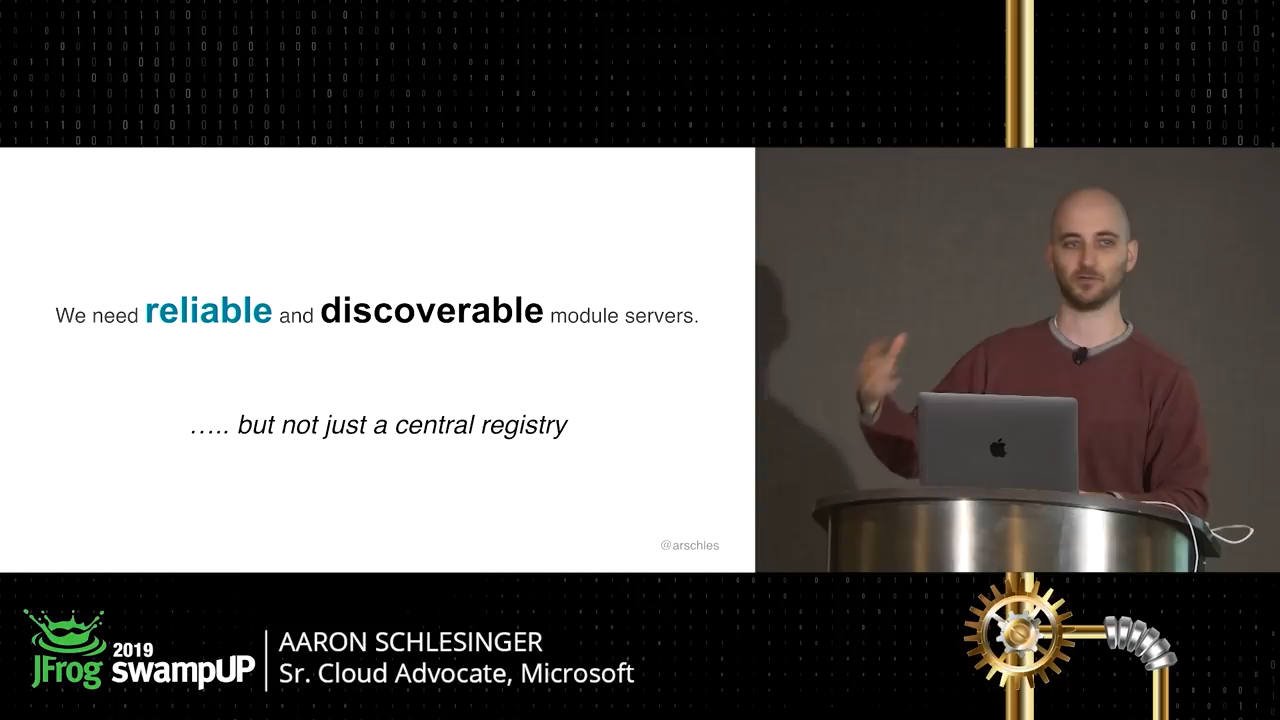 We need reliable and discoverable module servers.
….. but not just a central registry
@arschles
JFrog
2019
swampUP
AARON SCHLESINGER
Sr. Cloud Advocate, Microsoft